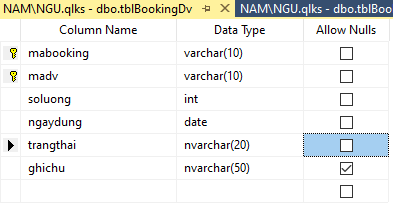 NAM\NGU.qlks - dbo.tblBookingDv NAM\NGU.qlks - dbo.tblBoo
Column Name Data Type Allow Nulls
mabooking varchar(10)
madv varchar(10)
soluong int
ngaydung date
trangthai nvarchar(20)
ghichu nvarchar(50)